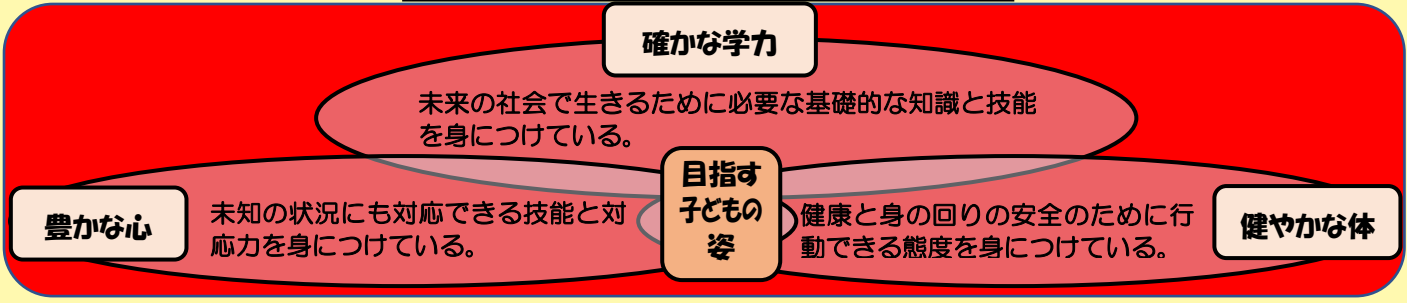 確かな学力
未来の社会で生きるために必要な基礎的な知識と技能
を身につけている。
目指す
子どもの
姿
豊かな心
未知の状況にも対応できる技能と対
応力を身につけている。
健康と身の回りの安全のために行
動できる態度を身につけている。
健やかな体